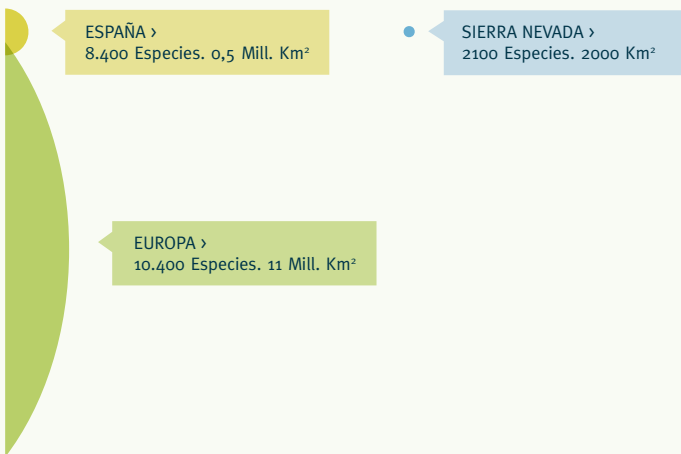 ESPAÑA ›
8.400 Especies. 0,5 Mill. Km²
SIERRA NEVADA ›
2100 Especies. 2000 Km²
EUROPA ›
10.400 Especies. 11 Mill. Km²